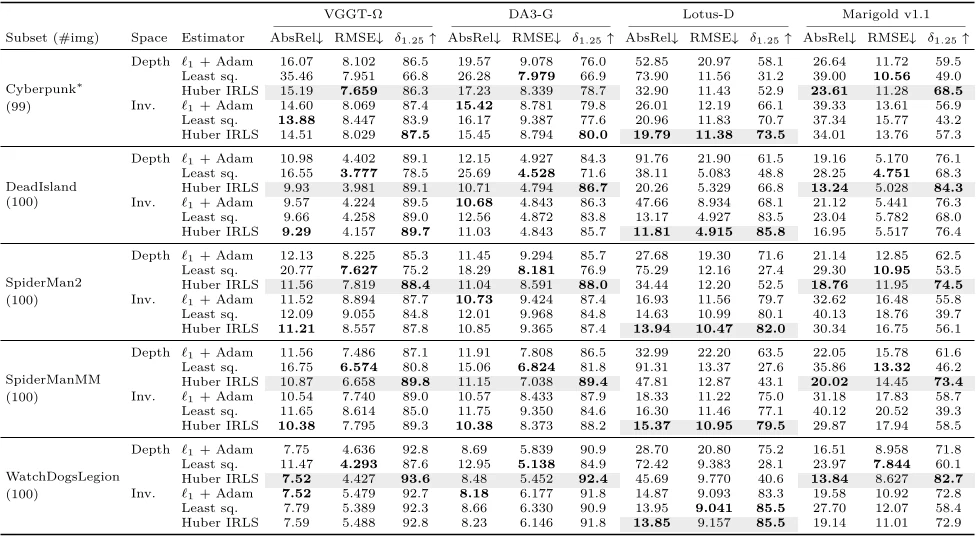 VGGT-Ω DA3-G Lotus-D Marigold v1.1
Subset (#img) Space Estimator AbsRel↓ RMSE↓ δ1.25 ↑ AbsRel↓ RMSE↓ δ1.25 ↑ AbsRel↓ RMSE↓ δ1.25 ↑ AbsRel↓ RMSE↓ δ1.25 ↑
Depth ℓ1 + Adam 16.07 8.102 86.5 19.57 9.078 76.0 52.85 20.97 58.1 26.64 11.72 59.5
Least sq. 35.46 7.951 66.8 26.28 7.979 66.9 73.90 11.56 31.2 39.00 10.56 49.0
Cyberpunk* Huber IRLS 15.19 7.659 86.3 17.23 8.339 78.7 32.90 11.43 52.9 23.61 11.28 68.5
(99) Inv. ℓ1 + Adam 14.60 8.069 87.4 15.42 8.781 79.8 26.01 12.19 66.1 39.33 13.61 56.9
Least sq. 13.88 8.447 83.9 16.17 9.387 77.6 20.96 11.83 70.7 37.34 15.77 43.2
Huber IRLS 14.51 8.029 87.5 15.45 8.794 80.0 19.79 11.38 73.5 34.01 13.76 57.3
Depth ℓ1 + Adam 10.98 4.402 89.1 12.15 4.927 84.3 91.76 21.90 61.5 19.16 5.170 76.1
Least sq. 16.55 3.777 78.5 25.69 4.528 71.6 38.11 5.083 48.8 28.25 4.751 68.3
DeadIsland Huber IRLS 9.93 3.981 89.1 10.71 4.794 86.7 20.26 5.329 66.8 13.24 5.028 84.3
(100) Inv. ℓ1 + Adam 9.57 4.224 89.5 10.68 4.843 86.3 47.66 8.934 68.1 21.12 5.441 76.3
Least sq. 9.66 4.258 89.0 12.56 4.872 83.8 13.17 4.927 83.5 23.04 5.782 68.0
Huber IRLS 9.29 4.157 89.7 11.03 4.843 85.7 11.81 4.915 85.8 16.95 5.517 76.4
Depth ℓ1 + Adam 12.13 8.225 85.3 11.45 9.294 85.7 27.68 19.30 71.6 21.14 12.85 62.5
Least sq. 20.77 7.627 75.2 18.29 8.181 76.9 75.29 12.16 27.4 29.30 10.95 53.5
SpiderMan2 Huber IRLS 11.56 7.819 88.4 11.04 8.591 88.0 34.44 12.20 52.5 18.76 11.95 74.5
(100) Inv. ℓ1 + Adam 11.52 8.894 87.7 10.73 9.424 87.4 16.93 11.56 79.7 32.62 16.48 55.8
Least sq. 12.09 9.055 84.8 12.01 9.968 84.8 14.63 10.99 80.1 40.13 18.76 39.7
Huber IRLS 11.21 8.557 87.8 10.85 9.365 87.4 13.94 10.47 82.0 30.34 16.75 56.1
Depth ℓ1 + Adam 11.56 7.486 87.1 11.91 7.808 86.5 32.99 22.20 63.5 22.05 15.78 61.6
Least sq. 16.75 6.574 80.8 15.06 6.824 81.8 91.31 13.37 27.6 35.86 13.32 46.2
SpiderManMM Huber IRLS 10.87 6.658 89.8 11.15 7.038 89.4 47.81 12.87 43.1 20.02 14.45 73.4
(100) Inv. ℓ1 + Adam 10.54 7.740 89.0 10.57 8.433 87.9 18.33 11.22 75.0 31.18 17.83 58.7
Least sq. 11.65 8.614 85.0 11.75 9.350 84.6 16.30 11.46 77.1 40.12 20.52 39.3
Huber IRLS 10.38 7.795 89.3 10.38 8.373 88.2 15.37 10.95 79.5 29.87 17.94 58.5
Depth ℓ1 + Adam 7.75 4.636 92.8 8.69 5.839 90.9 28.70 20.80 75.2 16.51 8.958 71.8
Least sq. 11.47 4.293 87.6 12.95 5.138 84.9 72.42 9.383 28.1 23.97 7.844 60.1
WatchDogsLegion Huber IRLS 7.52 4.427 93.6 8.48 5.452 92.4 45.69 9.770 40.6 13.84 8.627 82.7
(100) Inv. ℓ1 + Adam 7.52 5.479 92.7 8.18 6.177 91.8 14.87 9.093 83.3 19.58 10.92 72.8
Least sq. 7.79 5.389 92.3 8.66 6.330 90.9 13.95 9.041 85.5 27.70 12.07 58.4
Huber IRLS 7.59 5.488 92.8 8.23 6.146 91.8 13.85 9.157 85.5 19.14 11.01 72.9